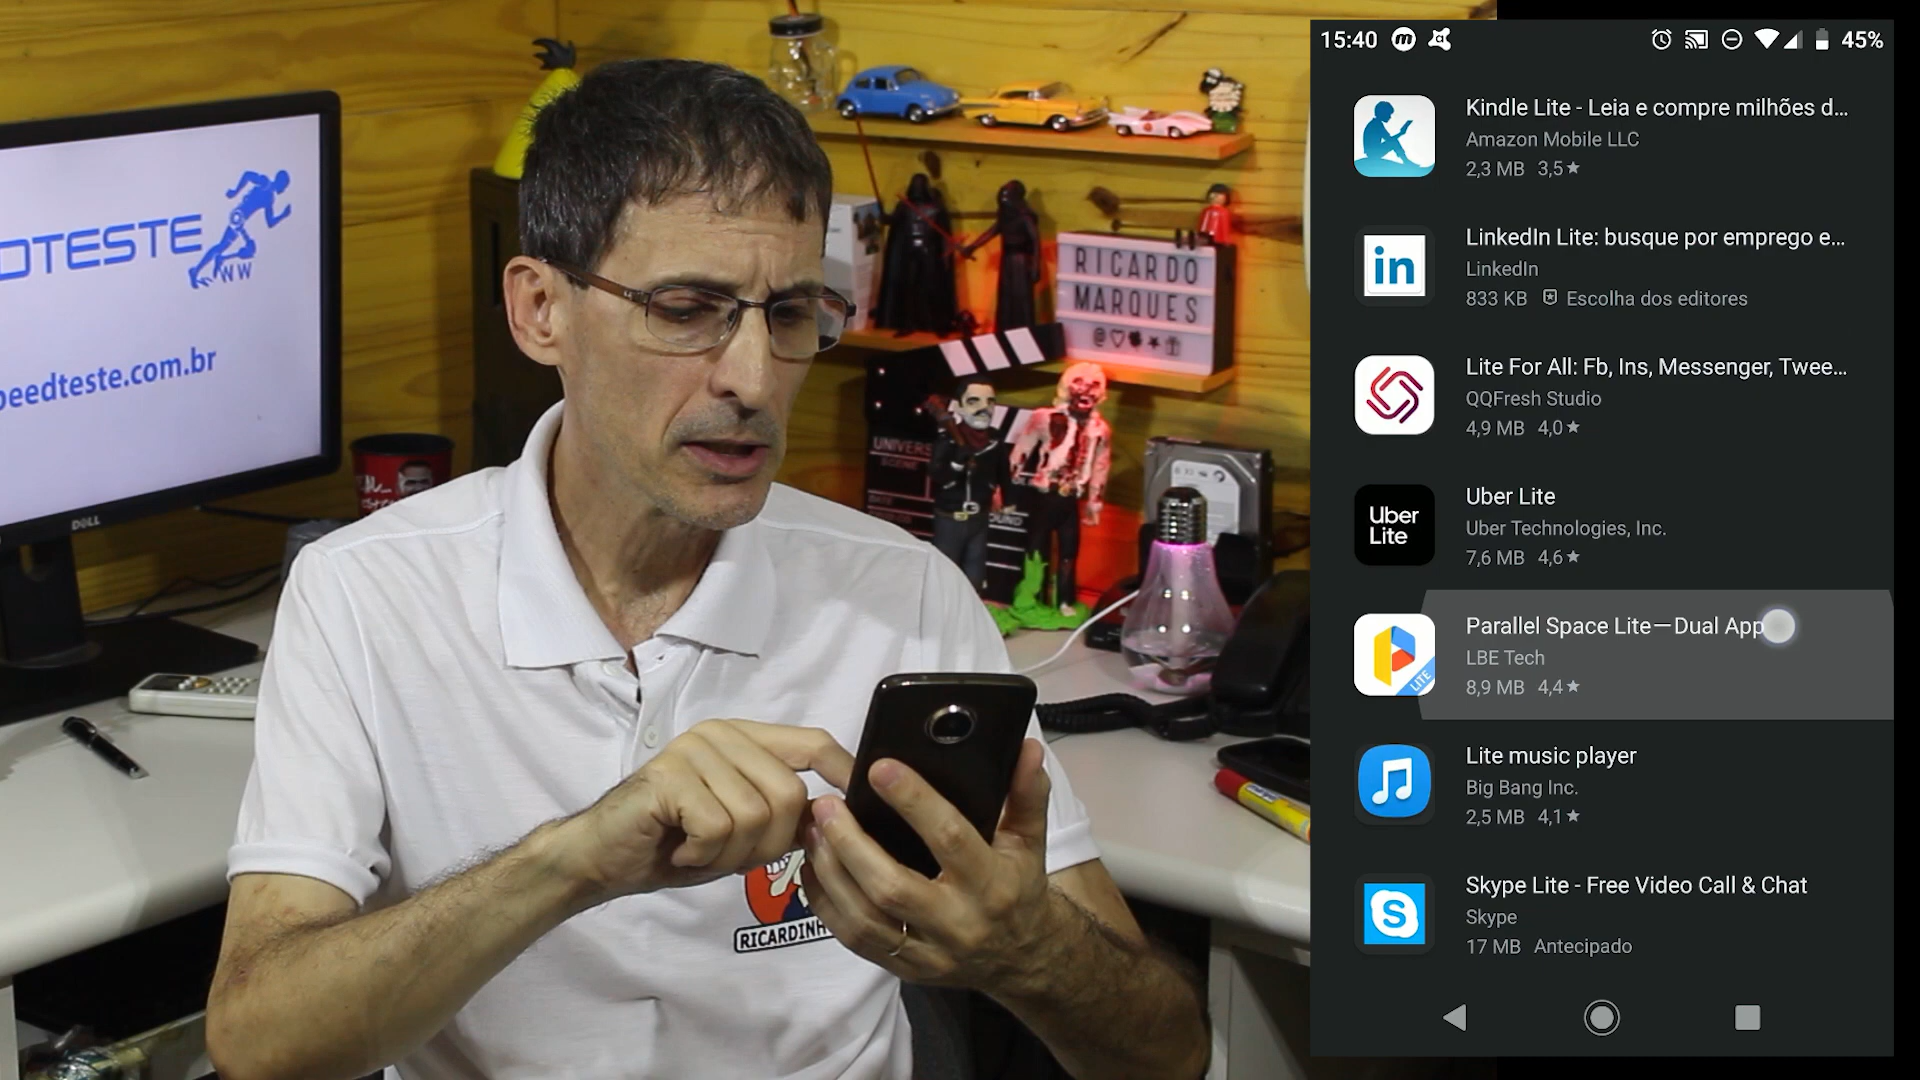 DTESTE
WW
peedteste.com.br
DELL
RICARDO
MARQUES
UNIVERS
SCENE
RICARDINH
15:40
45%
Kindle Lite - Leia e compre milhões d...
Amazon Mobile LLC
2,3 MB 3,5★
LinkedIn Lite: busque por emprego e...
LinkedIn
833 KB Escolha dos editores
Lite For All: Fb, Ins, Messenger, Twee...
QQFresh Studio
4,9 MB 4,0★
Uber Lite
Uber Lite
Uber Technologies, Inc.
7,6 MB 4,6★
LITE
Parallel Space Lite—Dual App
LBE Tech
8,9 MB 4,4★
Lite music player
Big Bang Inc.
2,5 MB 4,1★
Skype Lite - Free Video Call & Chat
Skype
17 MB Antecipado